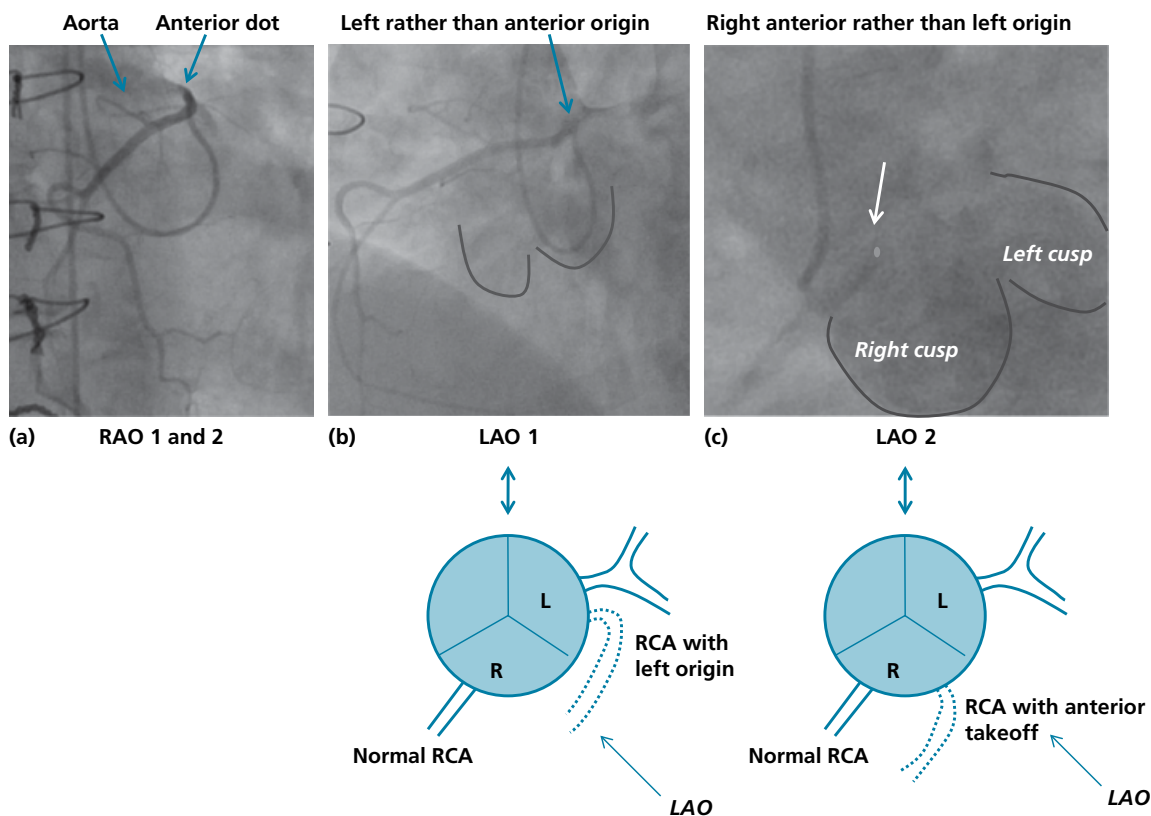 Aorta
Anterior dot
Left rather than anterior origin
Right anterior rather than left origin
Left cusp
Right cusp
(a)
RAO 1 and 2
(b)
LAO 1
(c)
LAO 2
L
R
RCA with
left origin
Normal RCA
LAO
L
R
RCA with anterior
takeoff
Normal RCA
LAO